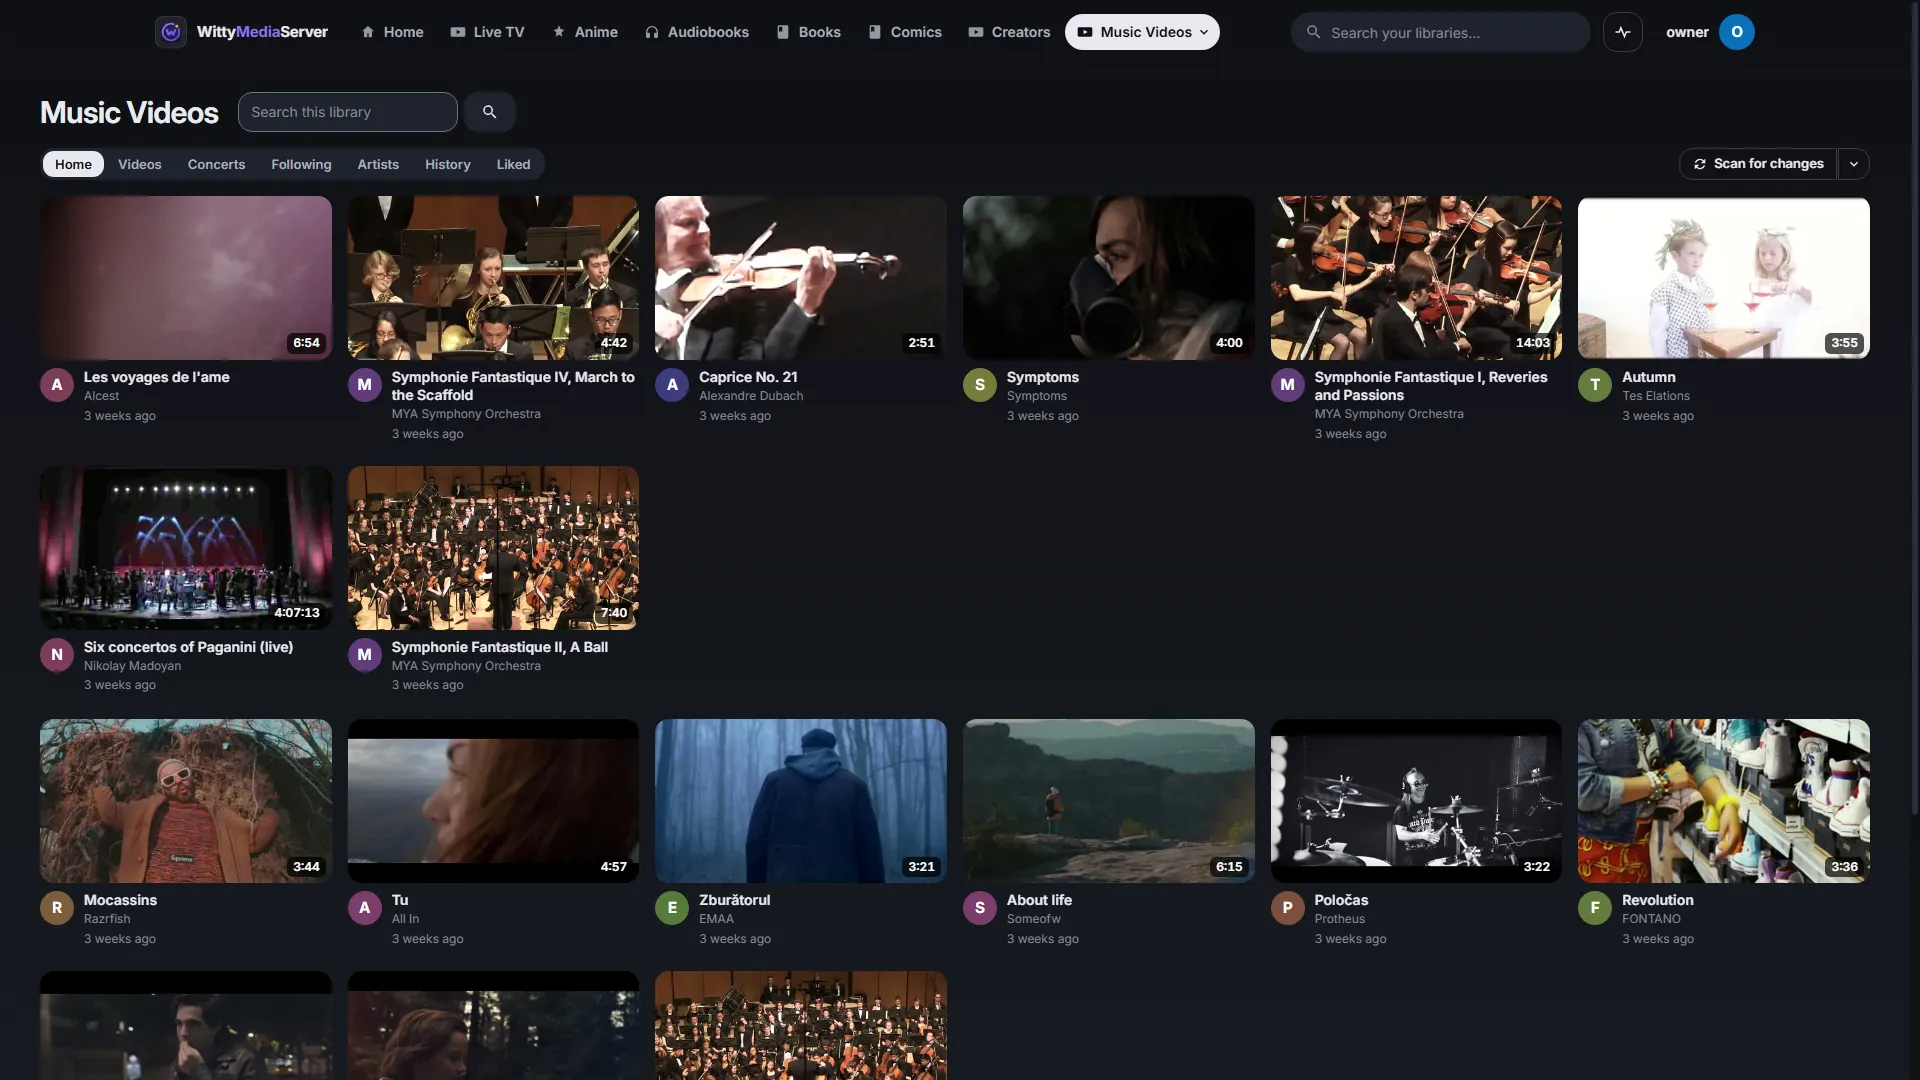 WittyMediaServer
Home
Live TV
Anime
Audiobooks
Books
Comics
Creators
Music Videos
Search your libraries...
owner
O
Music Videos
Search this library
Home
Videos
Concerts
Following
Artists
History
Liked
Scan for changes
6:54
4:42
2:51
4:00
14:03
3:55
A
Les voyages de l'ame
Alcest
3 weeks ago
M
Symphonie Fantastique IV, March to
the Scaffold
MYA Symphony Orchestra
3 weeks ago
A
Caprice No. 21
Alexandre Dubach
3 weeks ago
S
Symptoms
Symptoms
3 weeks ago
M
Symphonie Fantastique I, Reveries
and Passions
MYA Symphony Orchestra
3 weeks ago
T
Autumn
Tes Elations
3 weeks ago
4:07:13
7:40
N
Six concertos of Paganini (live)
Nikolay Madoyan
3 weeks ago
M
Symphonie Fantastique II, A Ball
MYA Symphony Orchestra
3 weeks ago
Supreme
3:44
4:57
3:21
6:15
3:22
3:36
R
Mocassins
Razrfish
3 weeks ago
A
Tu
All In
3 weeks ago
E
Zburătorul
EMAA
3 weeks ago
S
About life
Someofw
3 weeks ago
P
Poločas
Protheus
3 weeks ago
F
Revolution
FONTANO
3 weeks ago